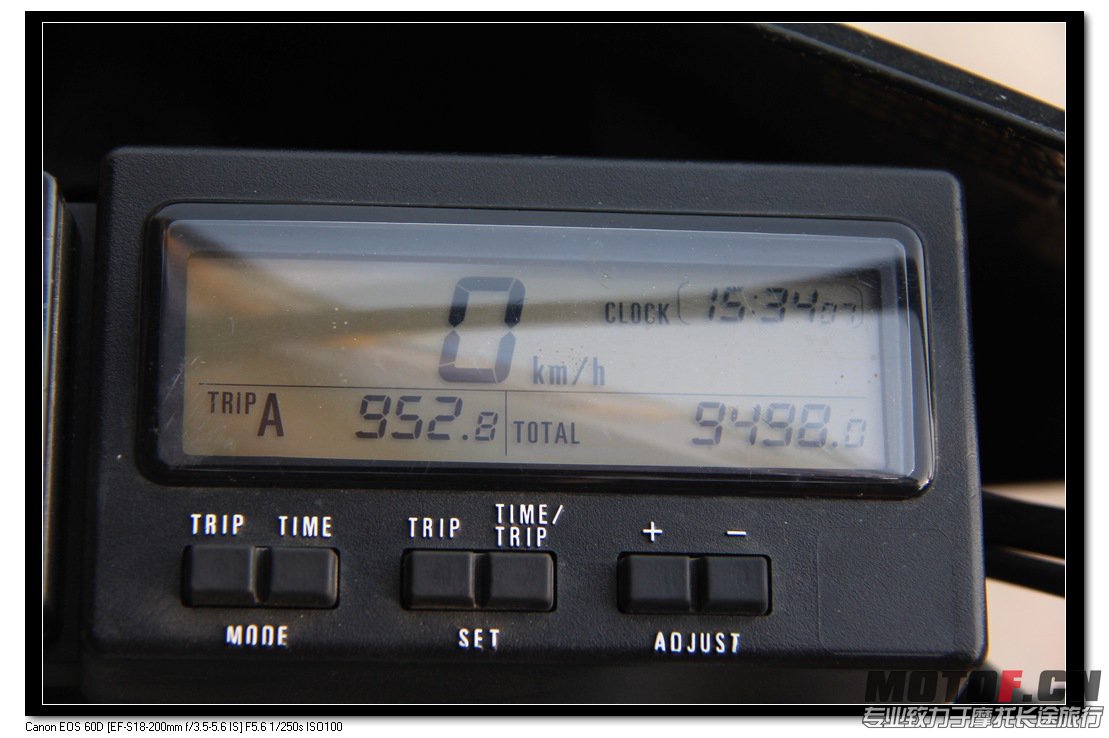 0 km/h CLOCK 15:34 07
TRIP A 952.8 TOTAL 9498.0
TRIP TIME TRIP TIME/TRIP + −
MODE SET ADJUST
MOTOF.CN
专业致力于摩托长途旅行
Canon EOS 60D [EF-S18-200mm f/3.5-5.6 IS] F5.6 1/250s ISO100